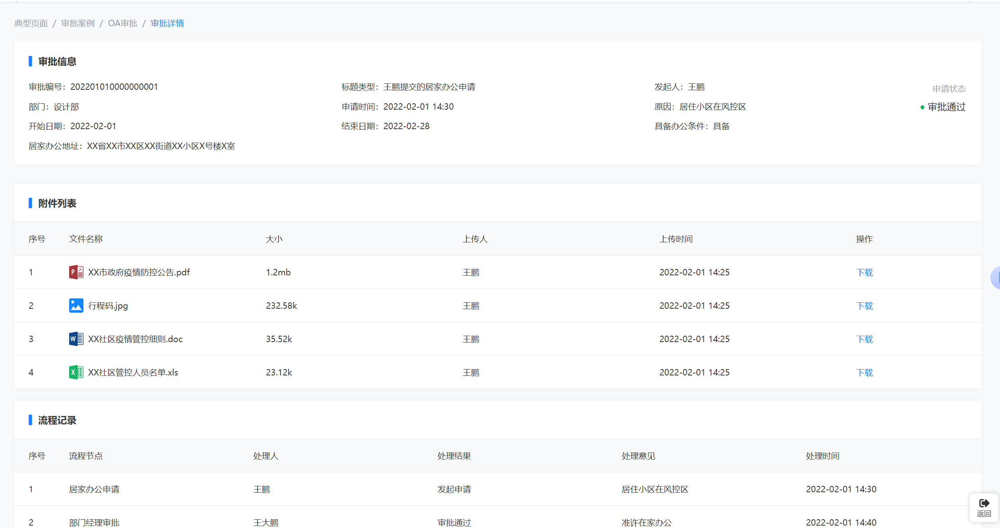 典型页面 / 审批案例 / OA审批 / 审批详情
审批信息
审批编号：202201010000000001 标题类型：王鹏提交的居家办公申请 发起人：王鹏 申请状态
部门：设计部 申请时间：2022-02-01 14:30 原因：居住小区在风控区 审批通过
开始日期：2022-02-01 结束日期：2022-02-28 具备办公条件：具备
居家办公地址：XX省XX市XX区XX街道XX小区X号楼X室
附件列表
序号 文件名称 大小 上传人 上传时间 操作
1 XX市政府疫情防控公告.pdf 1.2mb 王鹏 2022-02-01 14:25 下载
2 行程码.jpg 232.58k 王鹏 2022-02-01 14:25 下载
3 XX社区疫情管控细则.doc 35.52k 王鹏 2022-02-01 14:25 下载
4 XX社区管控人员名单.xls 23.12k 王鹏 2022-02-01 14:25 下载
流程记录
序号 流程节点 处理人 处理结果 处理意见 处理时间
1 居家办公申请 王鹏 发起申请 居住小区在风控区 2022-02-01 14:30
2 部门经理审批 王大鹏 审批通过 准许在家办公 2022-02-01 14:40
返回